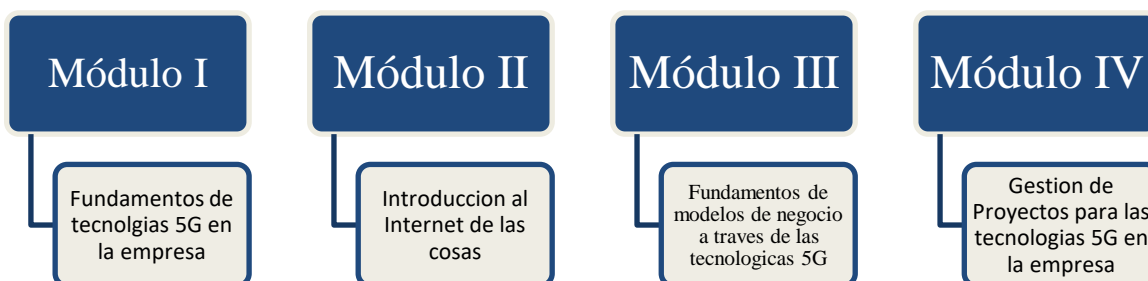 Módulo I
Fundamentos de
tecnolgias 5G en
la empresa
Módulo II
Introduccion al
Internet de las
cosas
Módulo III
Fundamentos de
modelos de negocio
a traves de las
tecnologicas 5G
Módulo IV
Gestion de
Proyectos para las
tecnologias 5G en
la empresa